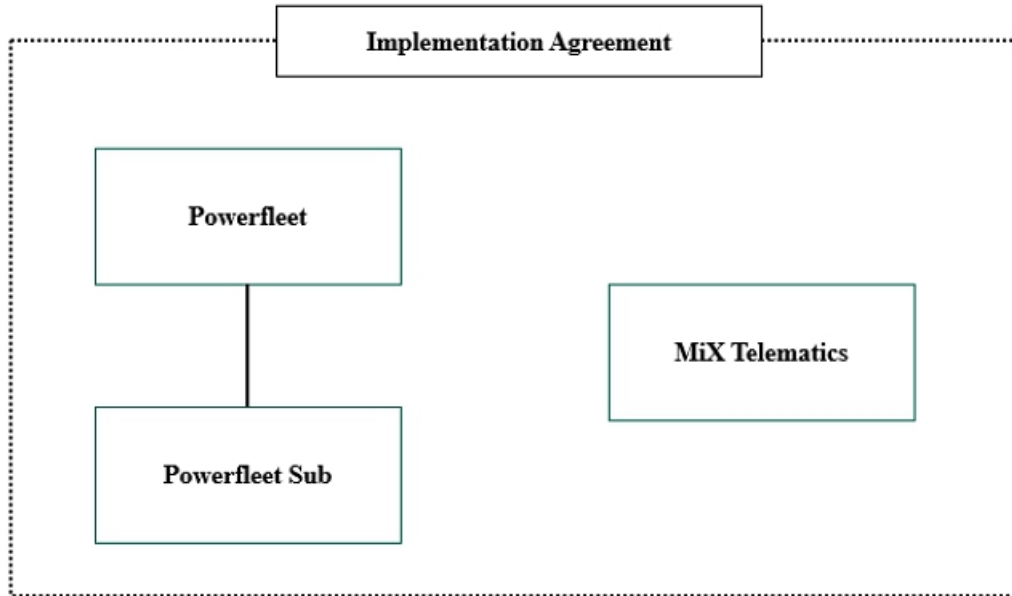 Implementation Agreement
Powerfleet
MiX Telematics
Powerfleet Sub